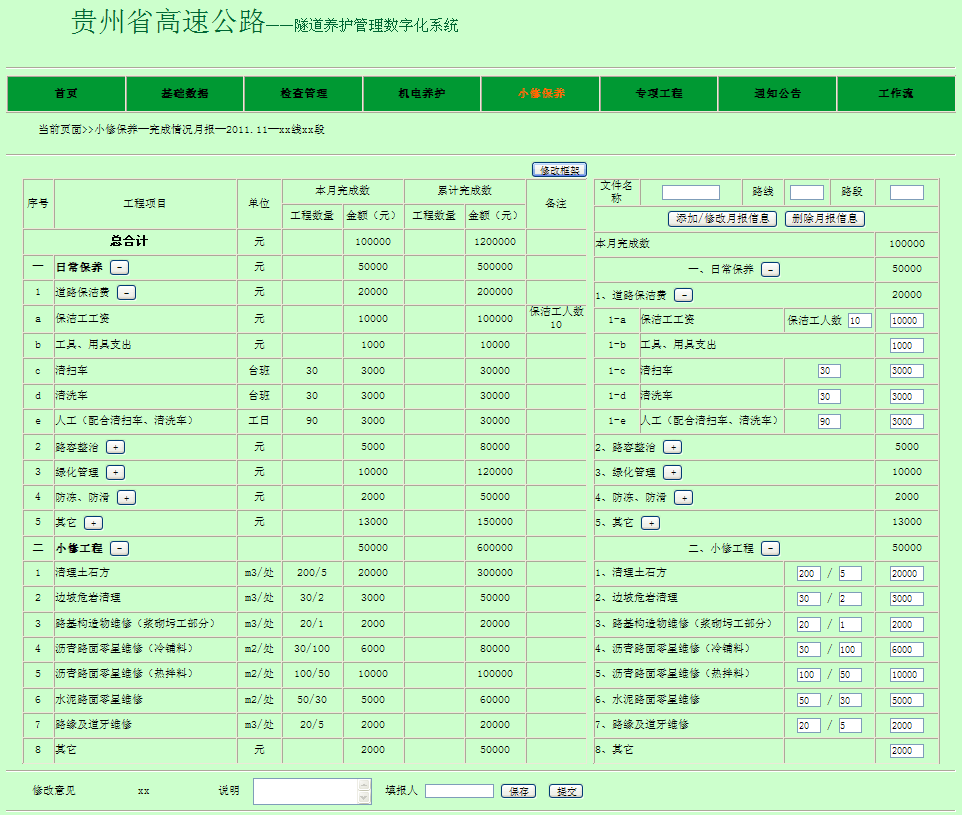 贵州省高速公路——隧道养护管理数字化系统
首页 基础数据 检查管理 机电养护 小修保养 专项工程 通知公告 工作流
当前页面>>小修保养—完成情况月报—2011.11—xx线xx段
修改框架
序号 工程项目 单位 本月完成数 累计完成数 备注
工程数量 金额（元） 工程数量 金额（元）
总合计 元 100000 1200000
一 日常保养 - 元 50000 500000
1 道路保洁费 - 元 20000 200000
a 保洁工工资 元 10000 100000 保洁工人数 10
b 工具、用具支出 元 1000 10000
c 清扫车 台班 30 3000 30000
d 清洗车 台班 30 3000 30000
e 人工（配合清扫车、清洗车） 工日 90 3000 30000
2 路容整治 + 元 5000 80000
3 绿化管理 + 元 10000 120000
4 防冻、防滑 + 元 2000 50000
5 其它 + 元 13000 150000
二 小修工程 - 50000 600000
1 清理土石方 m3/处 200/5 20000 300000
2 边坡危岩清理 m3/处 30/2 3000 50000
3 路基构造物维修（浆砌圬工部分） m3/处 20/1 2000 20000
4 沥青路面零星维修（冷铺料） m2/处 30/100 6000 80000
5 沥青路面零星维修（热拌料） m2/处 100/50 10000 100000
6 水泥路面零星维修 m2/处 50/30 5000 60000
7 路缘及道牙维修 m3/处 20/5 2000 20000
8 其它 元 2000 50000
文件名称 路线 路段
添加/修改月报信息 删除月报信息
本月完成数 100000
一、日常保养 - 50000
1、道路保洁费 - 20000
1-a 保洁工工资 保洁工人数 10 10000
1-b 工具、用具支出 1000
1-c 清扫车 30 3000
1-d 清洗车 30 3000
1-e 人工（配合清扫车、清洗车） 90 3000
2、路容整治 + 5000
3、绿化管理 + 10000
4、防冻、防滑 + 2000
5、其它 + 13000
二、小修工程 - 50000
1、清理土石方 200 / 5 20000
2、边坡危岩清理 30 / 2 3000
3、路基构造物维修（浆砌圬工部分） 20 / 1 2000
4、沥青路面零星维修（冷铺料） 30 / 100 6000
5、沥青路面零星维修（热拌料） 100 / 50 10000
6、水泥路面零星维修 50 / 30 5000
7、路缘及道牙维修 20 / 5 2000
8、其它 2000
修改意见 xx 说明 填报人 保存 提交